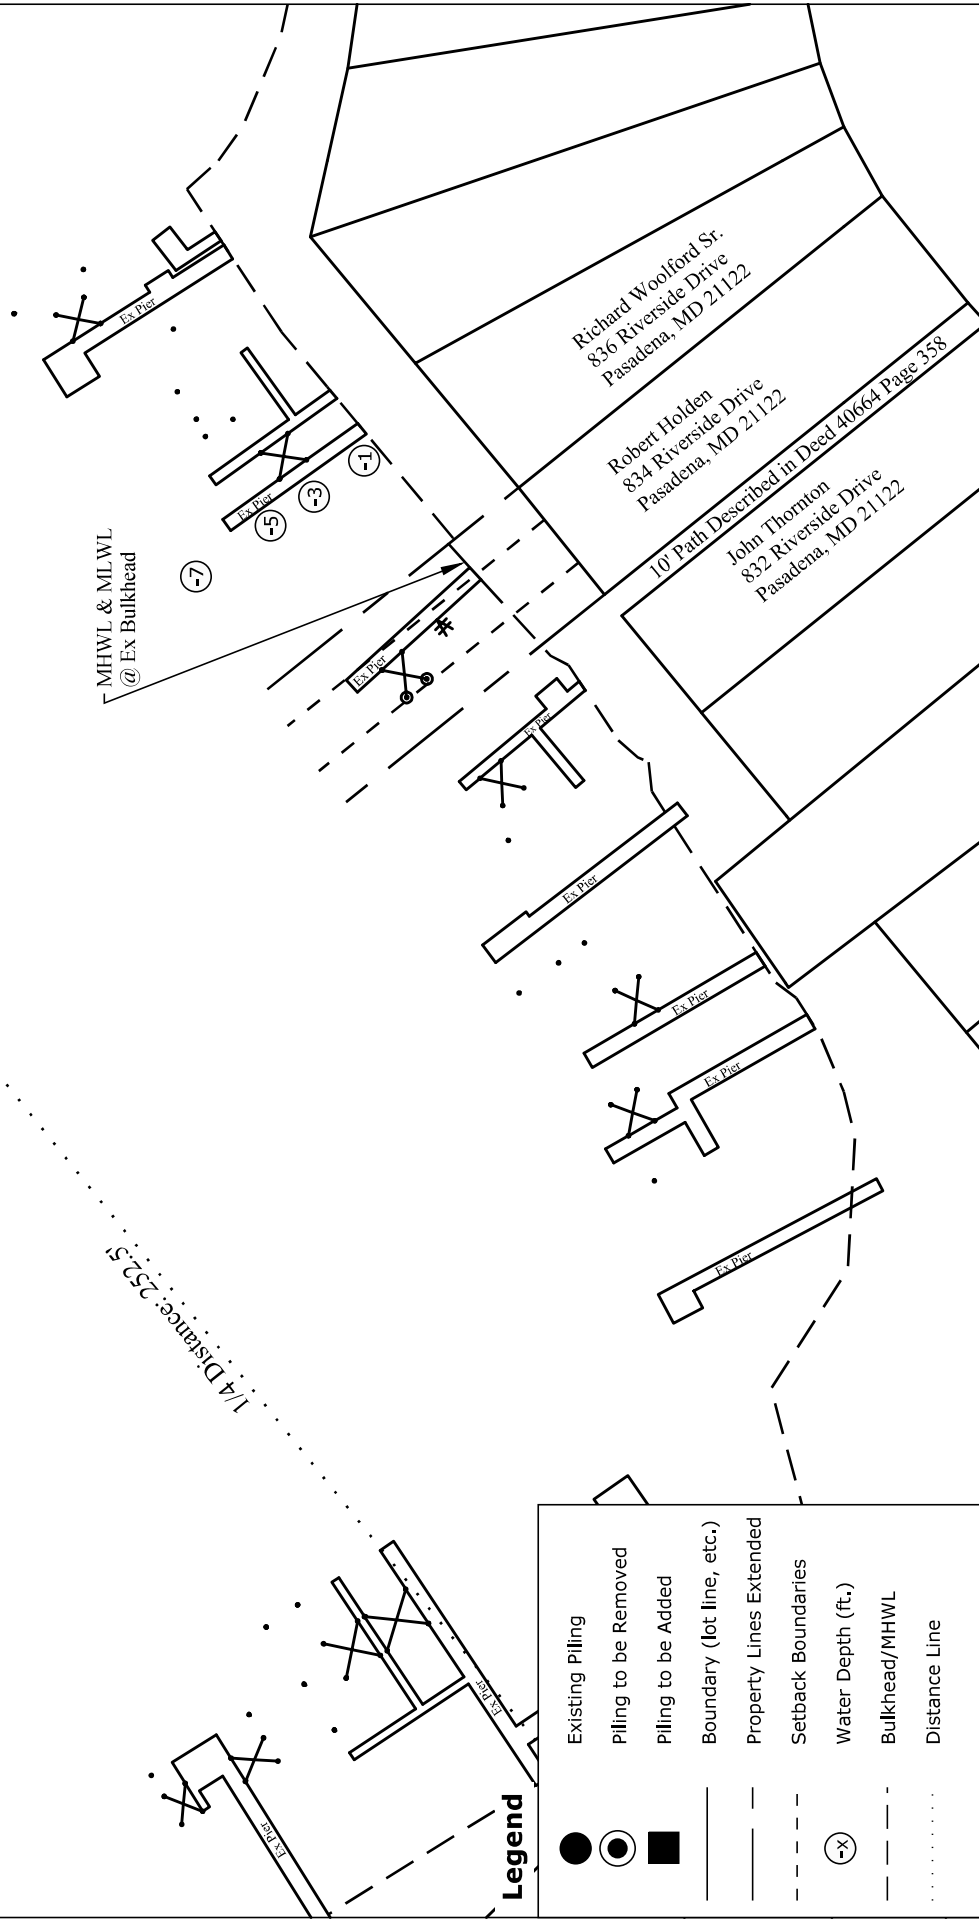 MHWL & MLWL
@ Ex Bulkhead
Ex Pier
Ex Pier
-1
-3
-5
-7
Ex Pier
Ex Pier
Ex Pier
Ex Pier
Ex Pier
Ex Pier
Ex Pier
Ex Pier
Richard Woolford Sr.
836 Riverside Drive
Pasadena, MD 21122
Robert Holden
834 Riverside Drive
Pasadena, MD 21122
10' Path Described in Deed 40664 Page 358
John Thornton
832 Riverside Drive
Pasadena, MD 21122
1/4 Distance: 252.5'
Legend
Existing Piling
Piling to be Removed
Piling to be Added
Boundary (lot line, etc.)
Property Lines Extended
Setback Boundaries
-x
Water Depth (ft.)
Bulkhead/MHWL
Distance Line